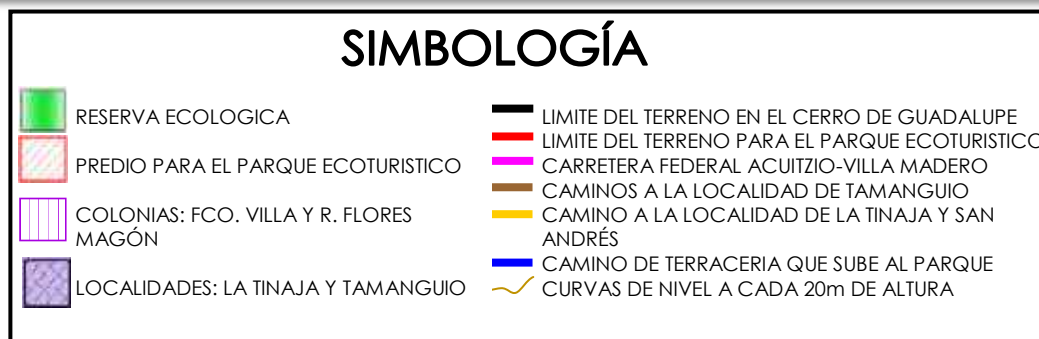 SIMBOLOGÍA
RESERVA ECOLOGICA
PREDIO PARA EL PARQUE ECOTURISTICO
COLONIAS: FCO. VILLA Y R. FLORES
MAGÓN
LOCALIDADES: LA TINAJA Y TAMANGUIO
LIMITE DEL TERRENO EN EL CERRO DE GUADALUPE
LIMITE DEL TERRENO PARA EL PARQUE ECOTURISTICO
CARRETERA FEDERAL ACUITZIO-VILLA MADERO
CAMINOS A LA LOCALIDAD DE TAMANGUIO
CAMINO A LA LOCALIDAD DE LA TINAJA Y SAN
ANDRÉS
CAMINO DE TERRACERIA QUE SUBE AL PARQUE
CURVAS DE NIVEL A CADA 20m DE ALTURA